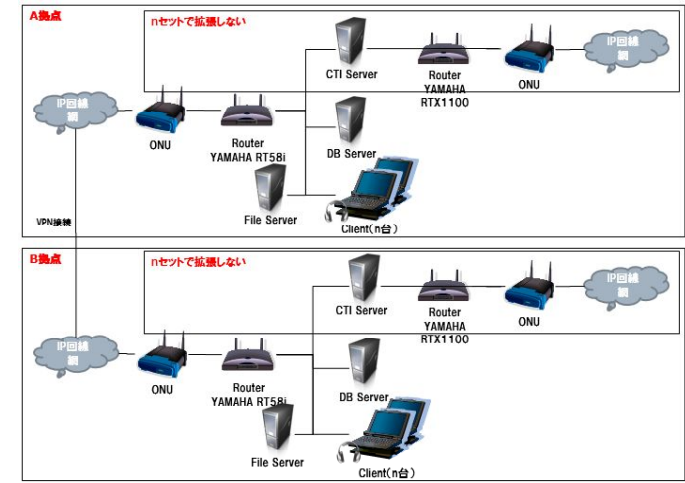 A拠点
nセットで拡張しない
IP回線
網
CTI Server
Router
YAMAHA
RTX1100
ONU
IP回線
網
ONU
Router
YAMAHA RT58i
DB Server
File Server
Client(n台)
VPN接続
B拠点
nセットで拡張しない
IP回線
網
CTI Server
Router
YAMAHA
RTX1100
ONU
IP回線
網
ONU
Router
YAMAHA RT58i
DB Server
File Server
Client(n台)